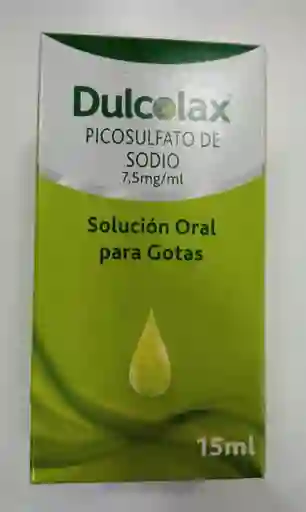 Dulcolax
PICOSULFATO DE
SODIO
7,5mg/ml
Solución Oral
para Gotas
15ml